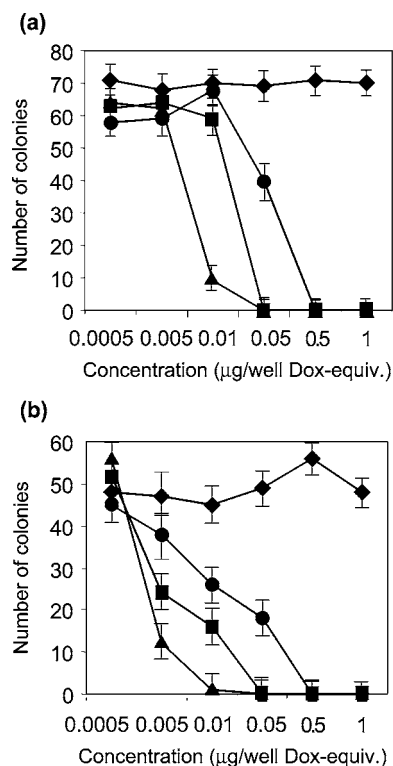 (a)
80
70
60
50
40
30
20
10
0
Number of colonies
0.0005 0.005 0.01 0.05 0.5 1
Concentration (μg/well Dox-equiv.)
(b)
60
50
40
30
20
10
0
Number of colonies
0.0005 0.005 0.01 0.05 0.5 1
Concentration (μg/well Dox-equiv.)